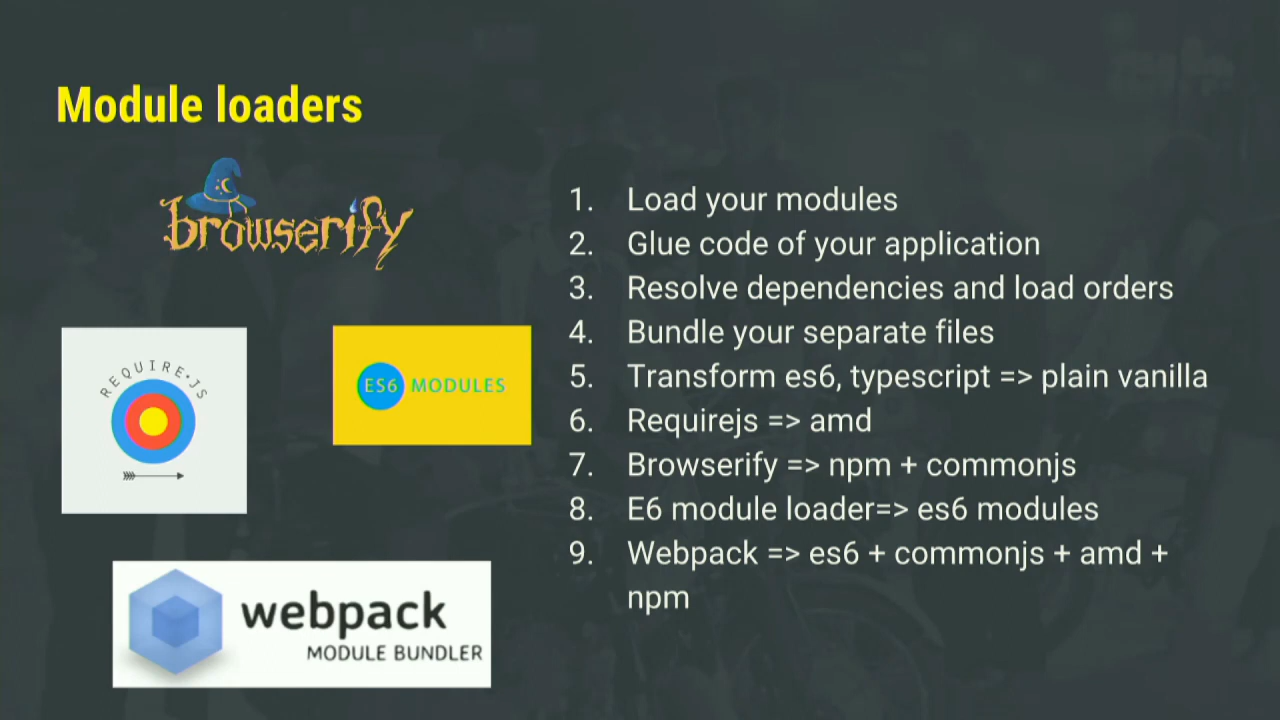 Module loaders
browserify
REQUIRE·JS
ES6 MODULES
webpack
MODULE BUNDLER
1. Load your modules
2. Glue code of your application
3. Resolve dependencies and load orders
4. Bundle your separate files
5. Transform es6, typescript => plain vanilla
6. Requirejs => amd
7. Browserify => npm + commonjs
8. E6 module loader=> es6 modules
9. Webpack => es6 + commonjs + amd +
npm